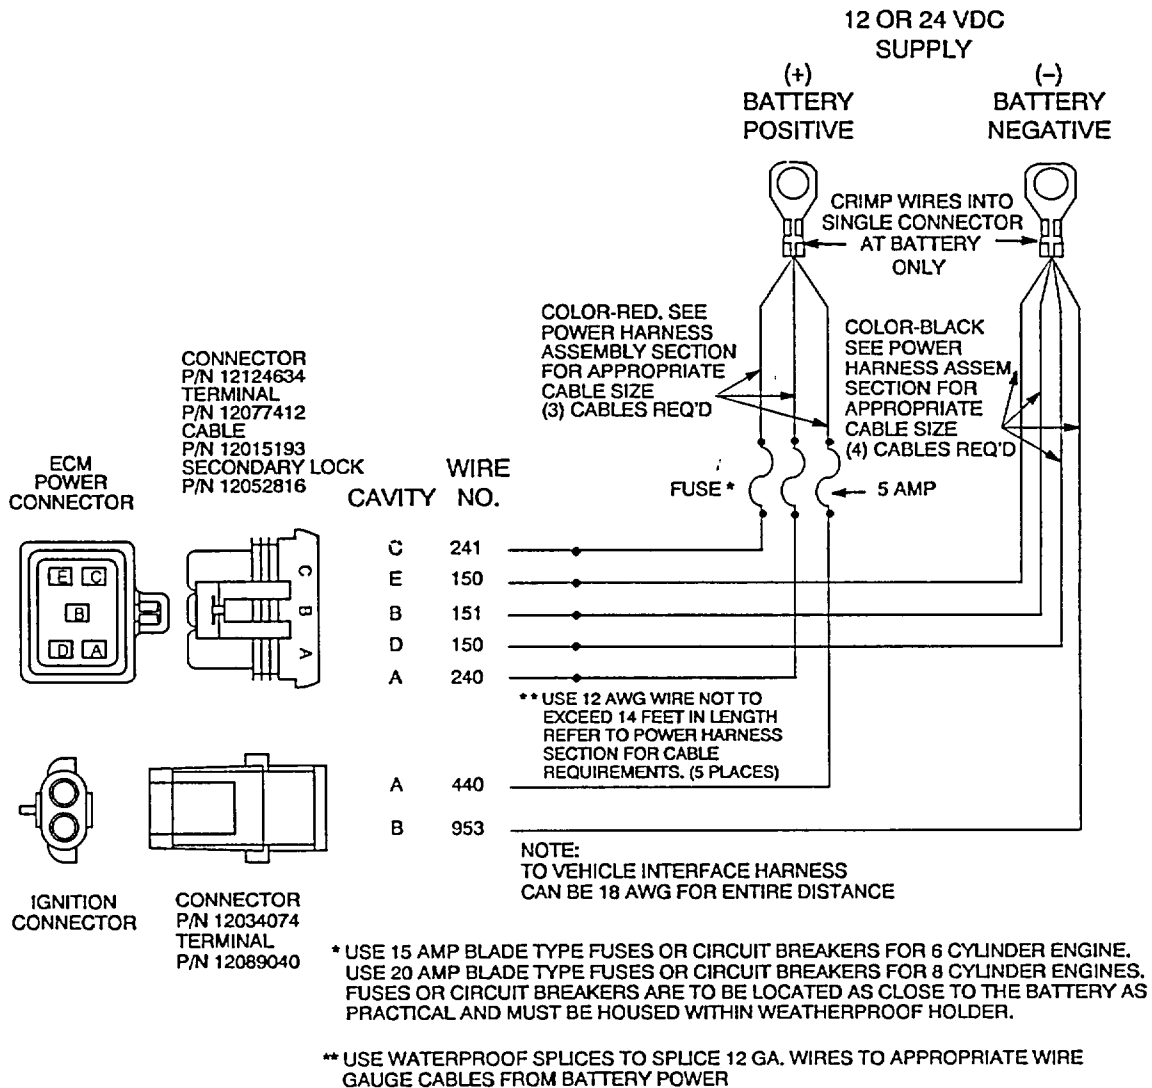 12 OR 24 VDC
SUPPLY
(+)
BATTERY
POSITIVE
(–)
BATTERY
NEGATIVE
CRIMP WIRES INTO
SINGLE CONNECTOR
AT BATTERY
ONLY
COLOR-RED. SEE
POWER HARNESS
ASSEMBLY SECTION
FOR APPROPRIATE
CABLE SIZE
(3) CABLES REQ'D
COLOR-BLACK
SEE POWER
HARNESS ASSEM.
SECTION FOR
APPROPRIATE
CABLE SIZE
(4) CABLES REQ'D
CONNECTOR
P/N 12124634
TERMINAL
P/N 12077412
CABLE
P/N 12015193
SECONDARY LOCK
P/N 12052816
ECM
POWER
CONNECTOR
CAVITY
WIRE
NO.
FUSE *
5 AMP
E C
B
D A
C
B
A
C 241
E 150
B 151
D 150
A 240
** USE 12 AWG WIRE NOT TO
EXCEED 14 FEET IN LENGTH
REFER TO POWER HARNESS
SECTION FOR CABLE
REQUIREMENTS. (5 PLACES)
A 440
B 953
NOTE:
TO VEHICLE INTERFACE HARNESS
CAN BE 18 AWG FOR ENTIRE DISTANCE
IGNITION
CONNECTOR
CONNECTOR
P/N 12034074
TERMINAL
P/N 12089040
* USE 15 AMP BLADE TYPE FUSES OR CIRCUIT BREAKERS FOR 6 CYLINDER ENGINE.
USE 20 AMP BLADE TYPE FUSES OR CIRCUIT BREAKERS FOR 8 CYLINDER ENGINES.
FUSES OR CIRCUIT BREAKERS ARE TO BE LOCATED AS CLOSE TO THE BATTERY AS
PRACTICAL AND MUST BE HOUSED WITHIN WEATHERPROOF HOLDER.
** USE WATERPROOF SPLICES TO SPLICE 12 GA. WIRES TO APPROPRIATE WIRE
GAUGE CABLES FROM BATTERY POWER